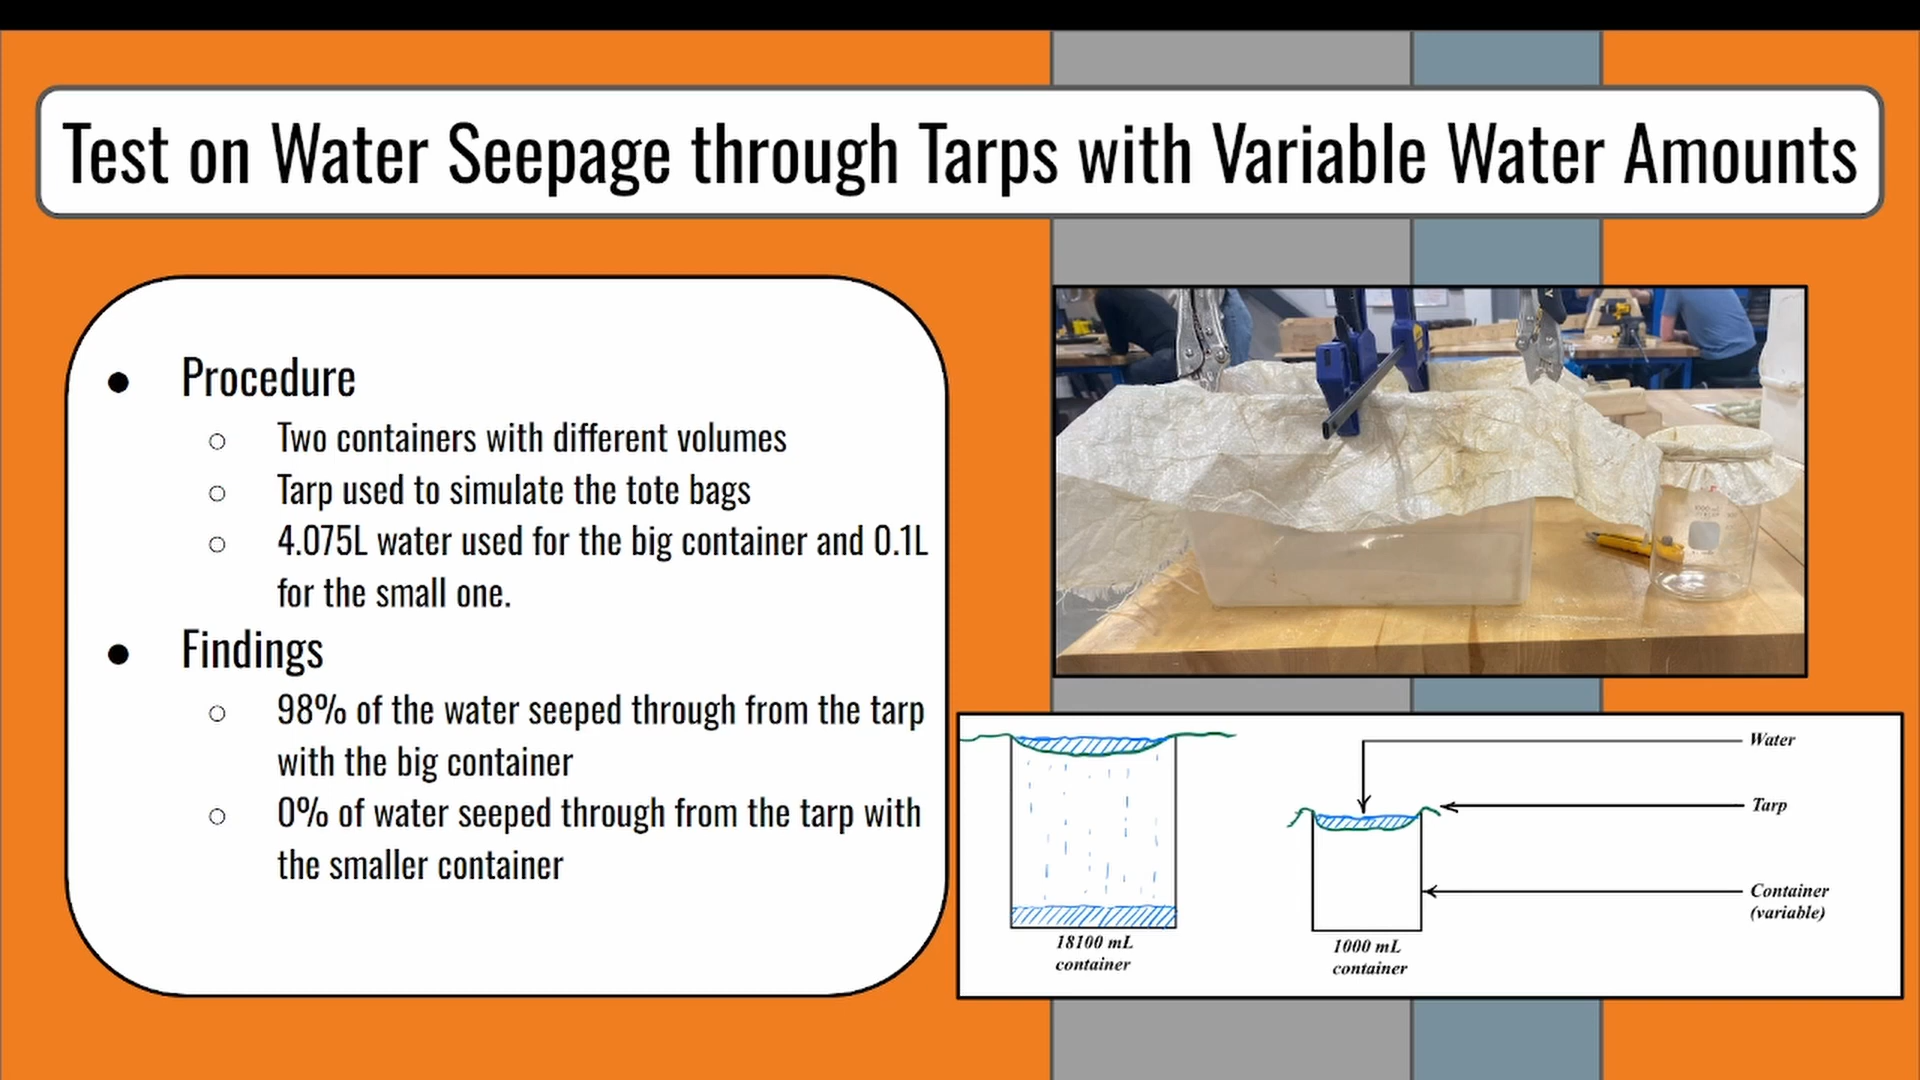 Test on Water Seepage through Tarps with Variable Water Amounts
● Procedure
○ Two containers with different volumes
○ Tarp used to simulate the tote bags
○ 4.075L water used for the big container and 0.1L
for the small one.
● Findings
○ 98% of the water seeped through from the tarp
with the big container
○ 0% of water seeped through from the tarp with
the smaller container
Water
Tarp
Container
(variable)
18100 mL
container
1000 mL
container